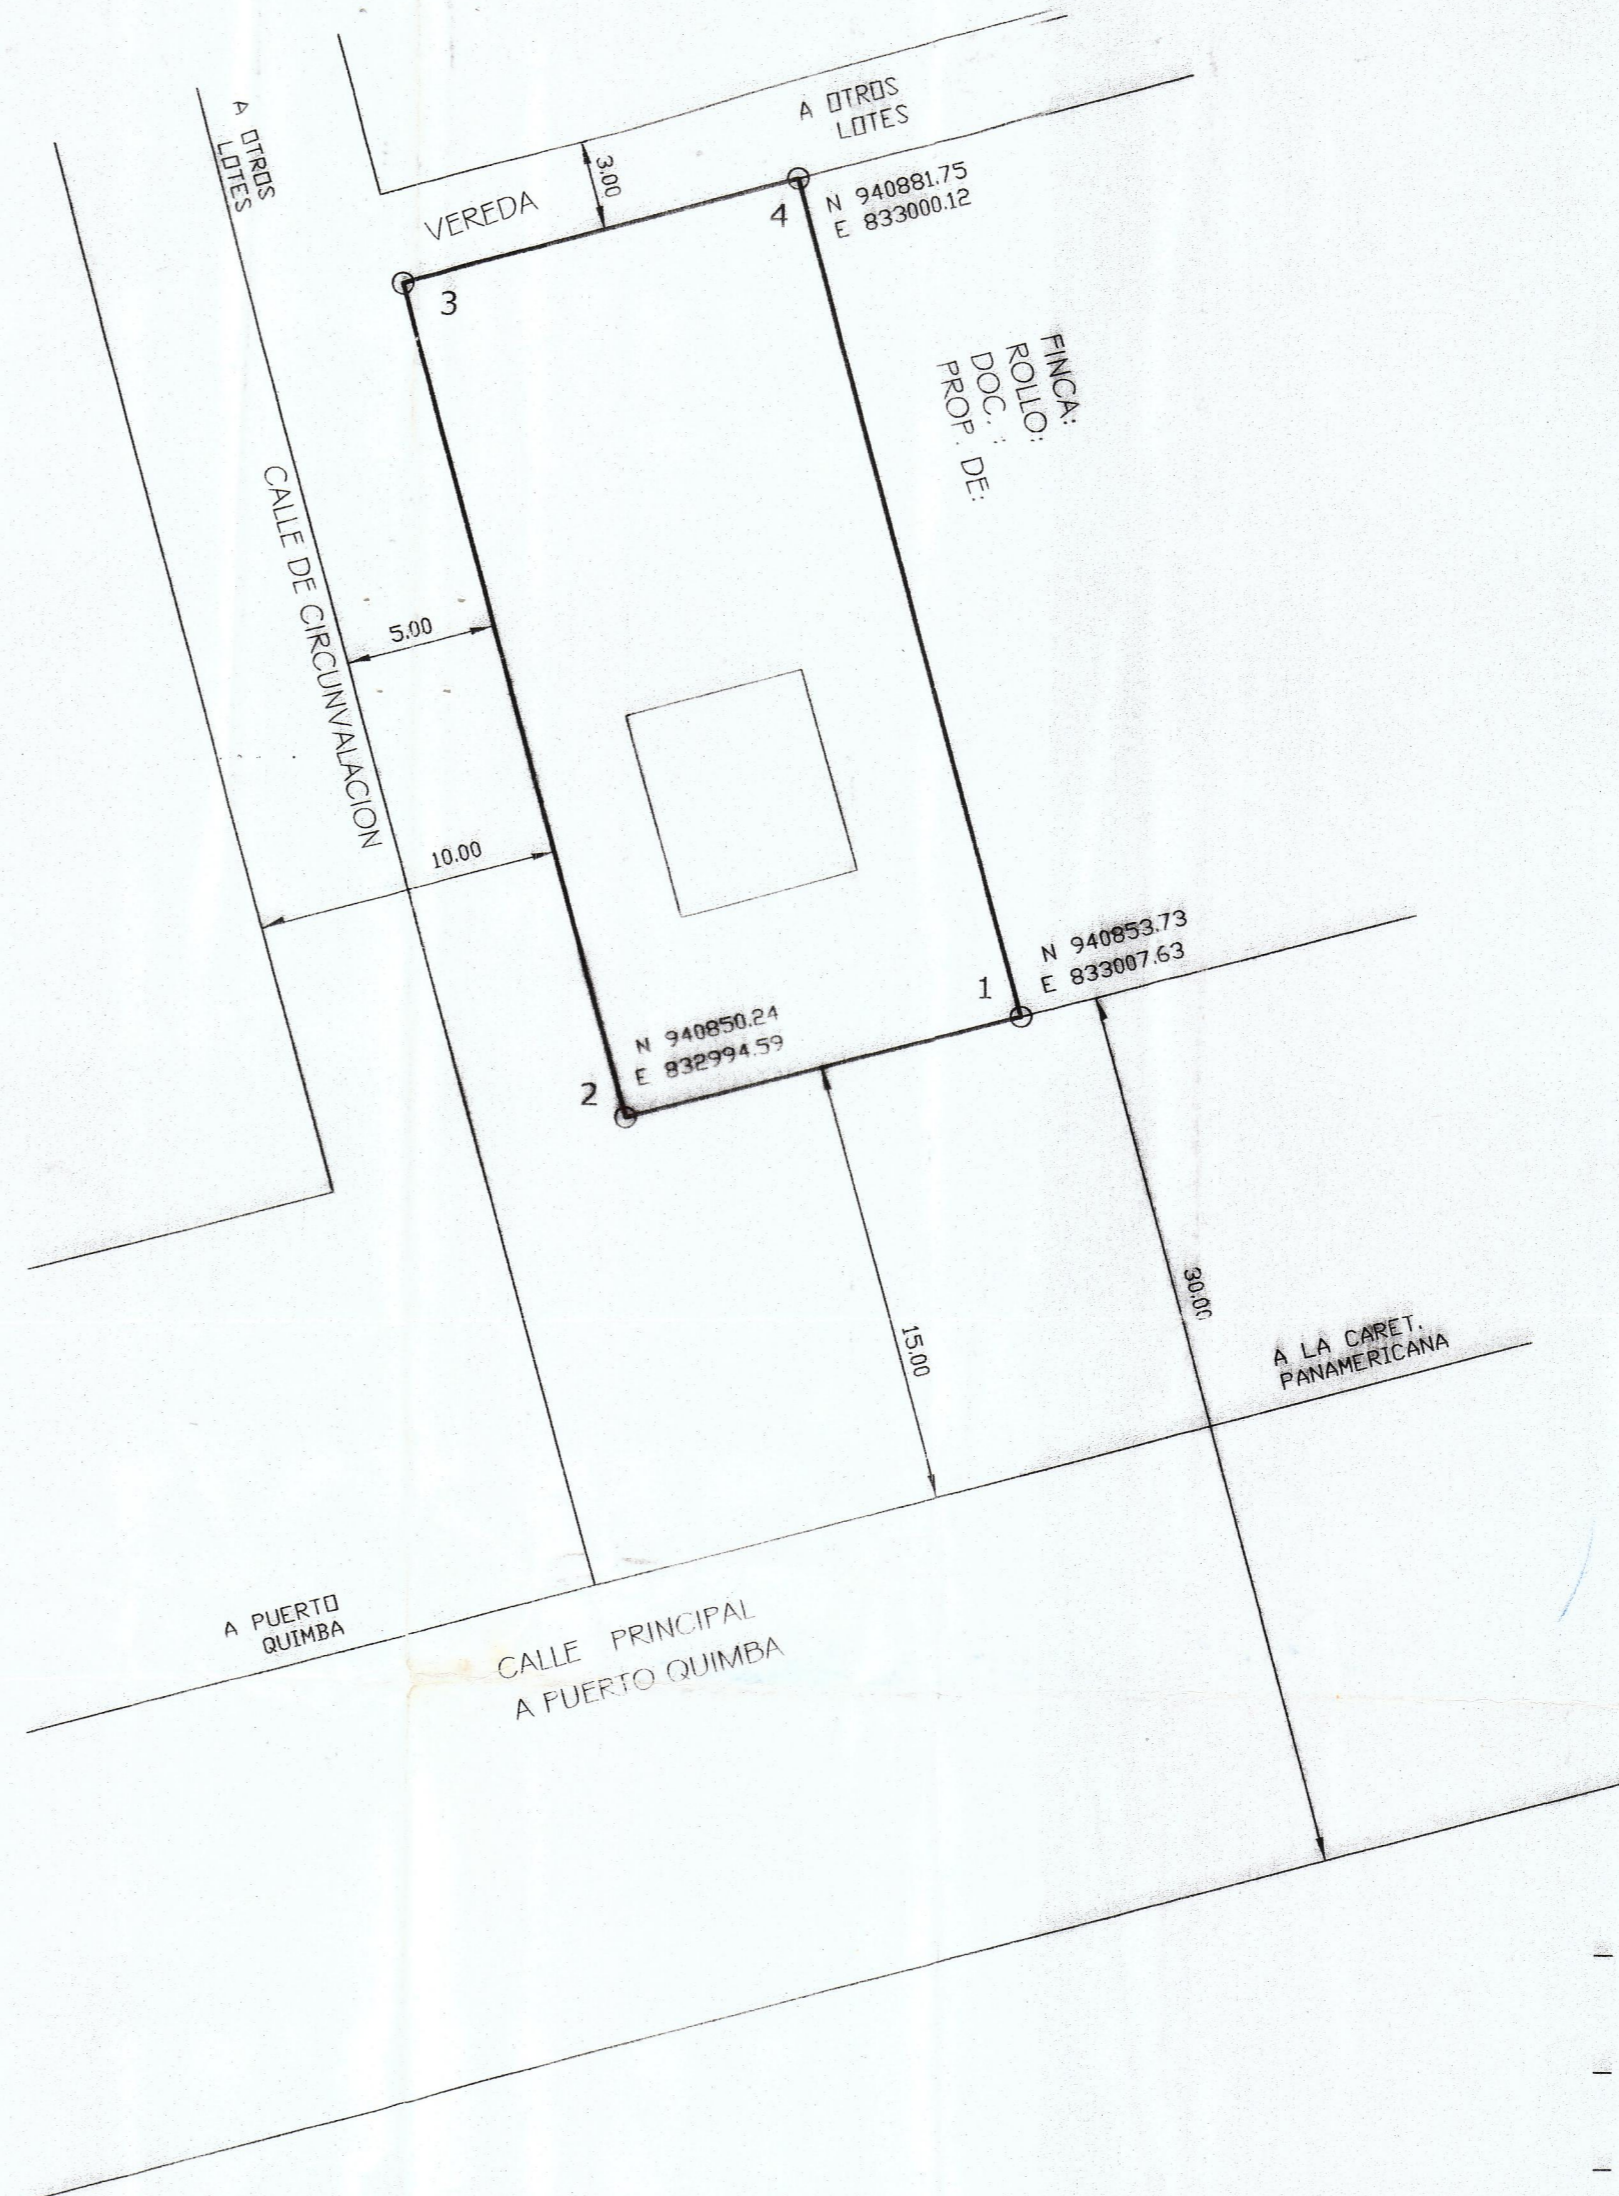 A OTROS
LOTES
A OTROS
LOTES
3.00
VEREDA
4
N 940881.75
E 833000.12
3
FINCA:
ROLLO:
DOC. :
PROP. DE:
CALLE DE CIRCUNVALACION
5.00
10.00
N 940853.73
E 833007.63
1
N 940850.24
E 832994.59
2
30.00
15.00
A LA CARET.
PANAMERICANA
A PUERTO
QUIMBA
CALLE PRINCIPAL
A PUERTO QUIMBA